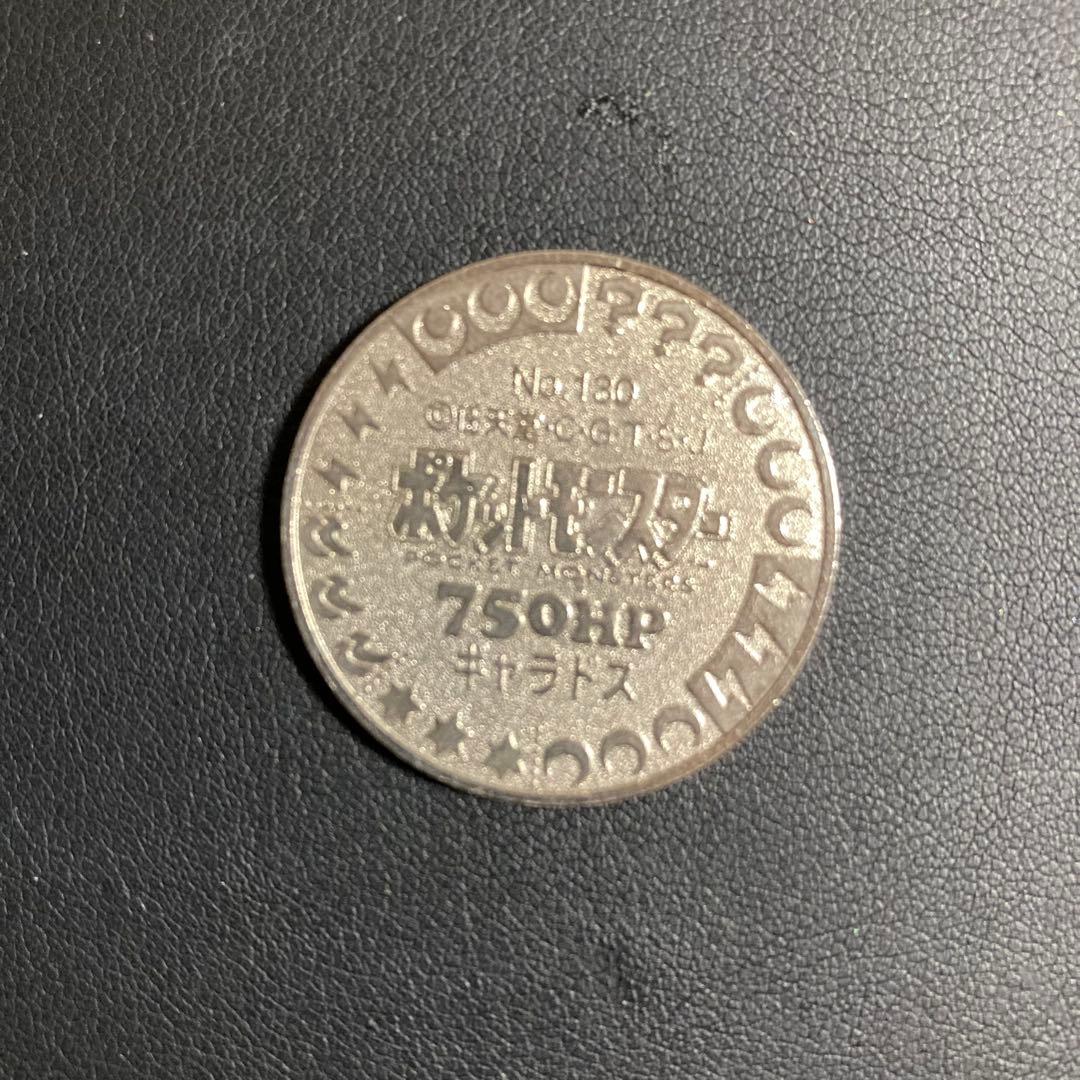 ? ? ?
No.130
©任天堂・C・G・T・S・J
ポケットモンスター
POCKET MONSTERS
750HP
ギャラドス